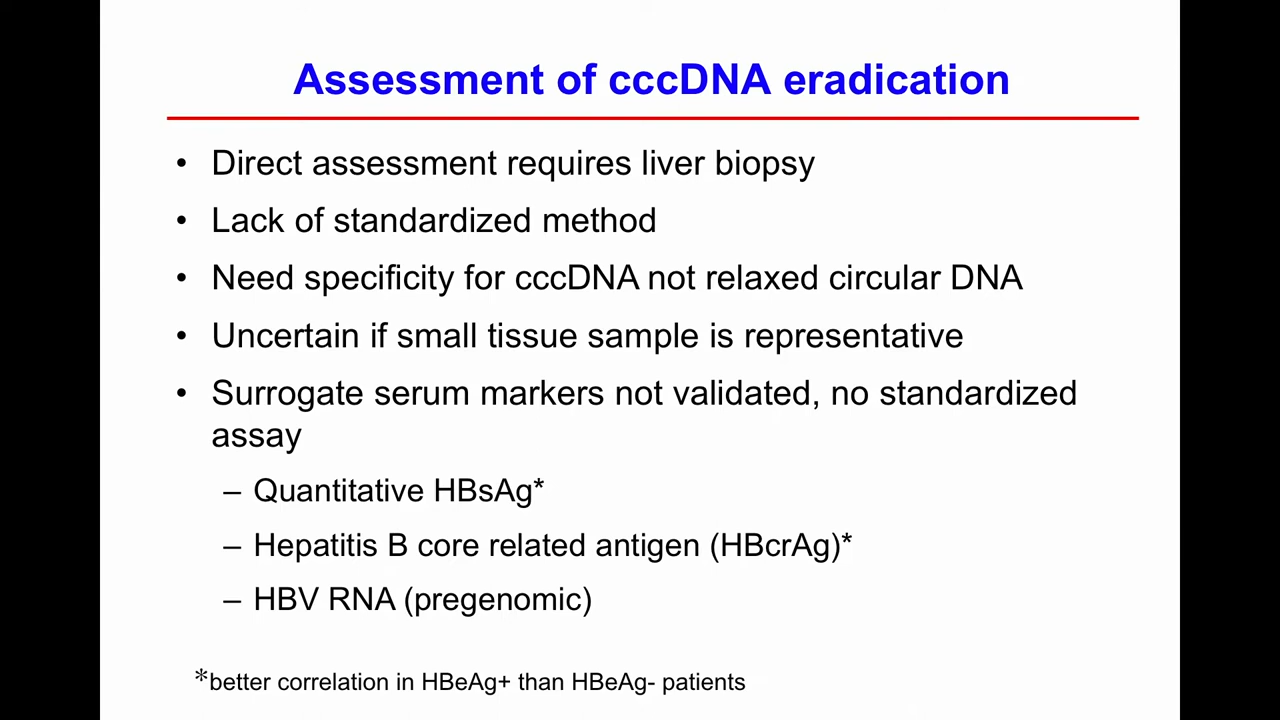 Assessment of cccDNA eradication
• Direct assessment requires liver biopsy
• Lack of standardized method
• Need specificity for cccDNA not relaxed circular DNA
• Uncertain if small tissue sample is representative
• Surrogate serum markers not validated, no standardized
assay
– Quantitative HBsAg*
– Hepatitis B core related antigen (HBcrAg)*
– HBV RNA (pregenomic)
*better correlation in HBeAg+ than HBeAg- patients